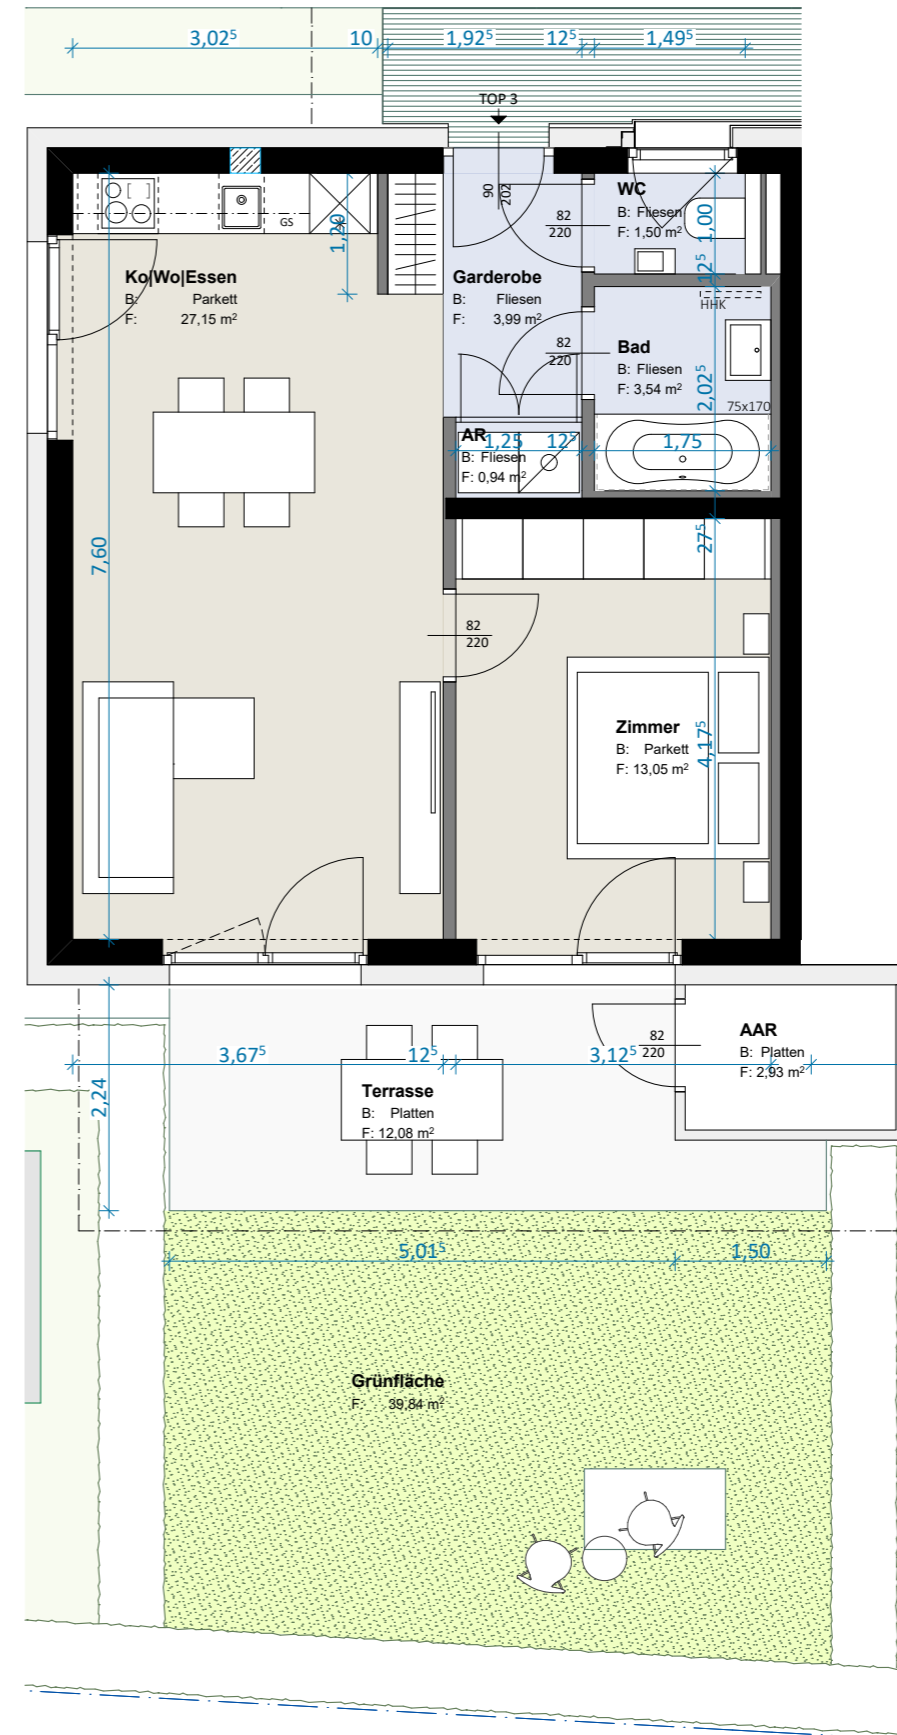 3,02⁵ 10 1,92⁵ 12⁵ 1,49⁵
TOP 3
90
202
WC
B: Fliesen
F: 1,50 m²
82
220
1,00
GS
1,20
12⁵
Ko|Wo|Essen
B: Parkett
F: 27,15 m²
Garderobe
B: Fliesen
F: 3,99 m²
HHK
82
220
Bad
B: Fliesen
F: 3,54 m²
2,02⁵
75x170
AR
1,25 12⁵ 1,75
B: Fliesen
F: 0,94 m²
27⁵
7,60
82
220
Zimmer
B: Parkett
F: 13,05 m²
4,17⁵
AAR
B: Platten
F: 2,93 m²
82
220
3,67⁵ 12⁵ 3,12⁵
2,24
Terrasse
B: Platten
F: 12,08 m²
5,01⁵ 1,50
Grünfläche
F: 39,84 m²